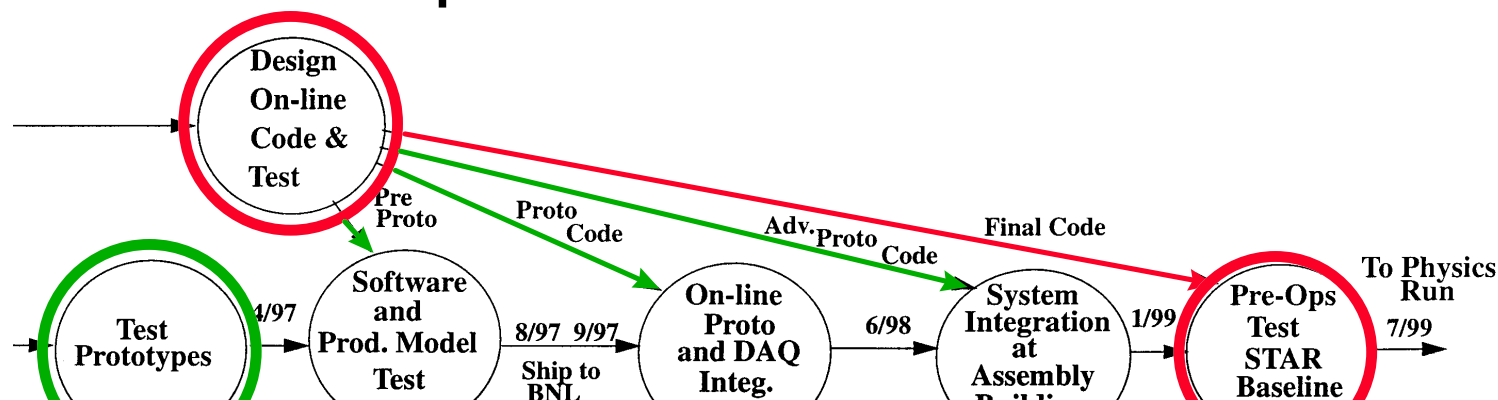 Design
On-line
Code &
Test
Pre
Proto
Proto
Code
Adv. Proto
Code
Final Code
To Physics
Run
Test
Prototypes
4/97
Software
and
Prod. Model
Test
8/97 9/97
Ship to
BNL
On-line
Proto
and DAQ
Integ.
6/98
System
Integration
at
Assembly
1/99
Pre-Ops
Test
STAR
Baseline
7/99